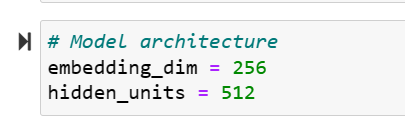 # Model architecture
embedding_dim = 256
hidden_units = 512